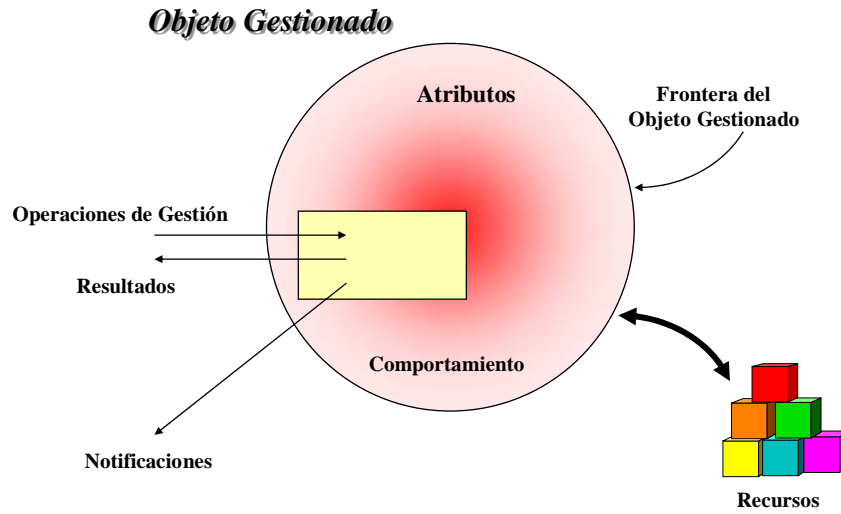 Objeto Gestionado
Atributos
Frontera del
Objeto Gestionado
Operaciones de Gestión
Resultados
Comportamiento
Notificaciones
Recursos